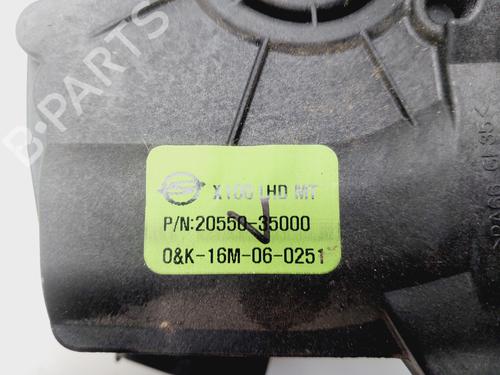 B-PARTS
X100 LHD MT
P/N:20550-35000
O&K-16M-06-0251